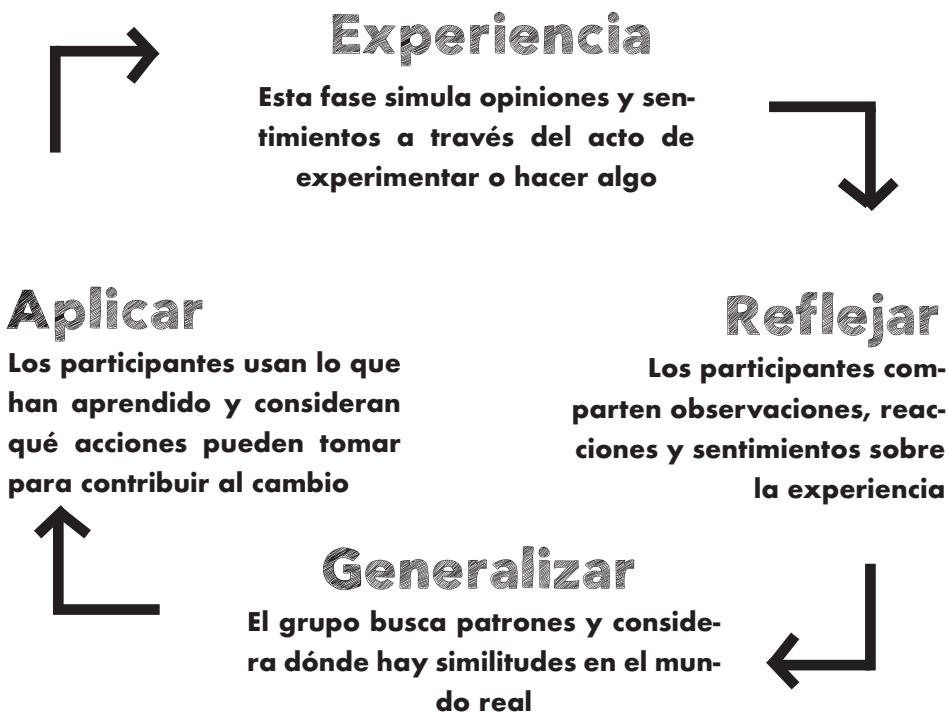 Experiencia
Esta fase simula opiniones y sen-
timientos a través del acto de
experimentar o hacer algo
Reflejar
Los participantes com-
parten observaciones, reac-
ciones y sentimientos sobre
la experiencia
Generalizar
El grupo busca patrones y conside-
ra dónde hay similitudes en el mun-
do real
Aplicar
Los participantes usan lo que
han aprendido y consideran
qué acciones pueden tomar
para contribuir al cambio